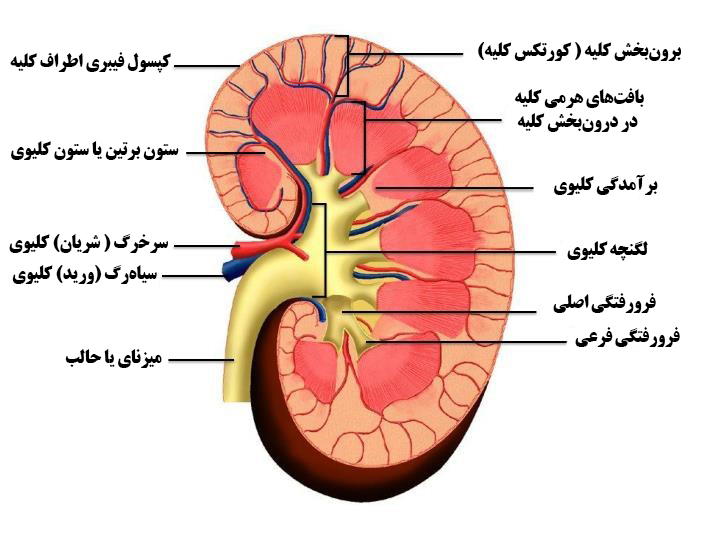 برون‌بخش کلیه ( کورتکس کلیه)
کپسول فیبری اطراف کلیه
بافت‌های هرمی کلیه
در درون‌بخش کلیه
ستون برتین یا ستون کلیوی
برآمدگی کلیوی
سرخرگ ( شریان) کلیوی
لگنچه کلیوی
سیاه‌رگ (ورید) کلیوی
فرورفتگی اصلی
فرورفتگی فرعی
میزنای یا حالب